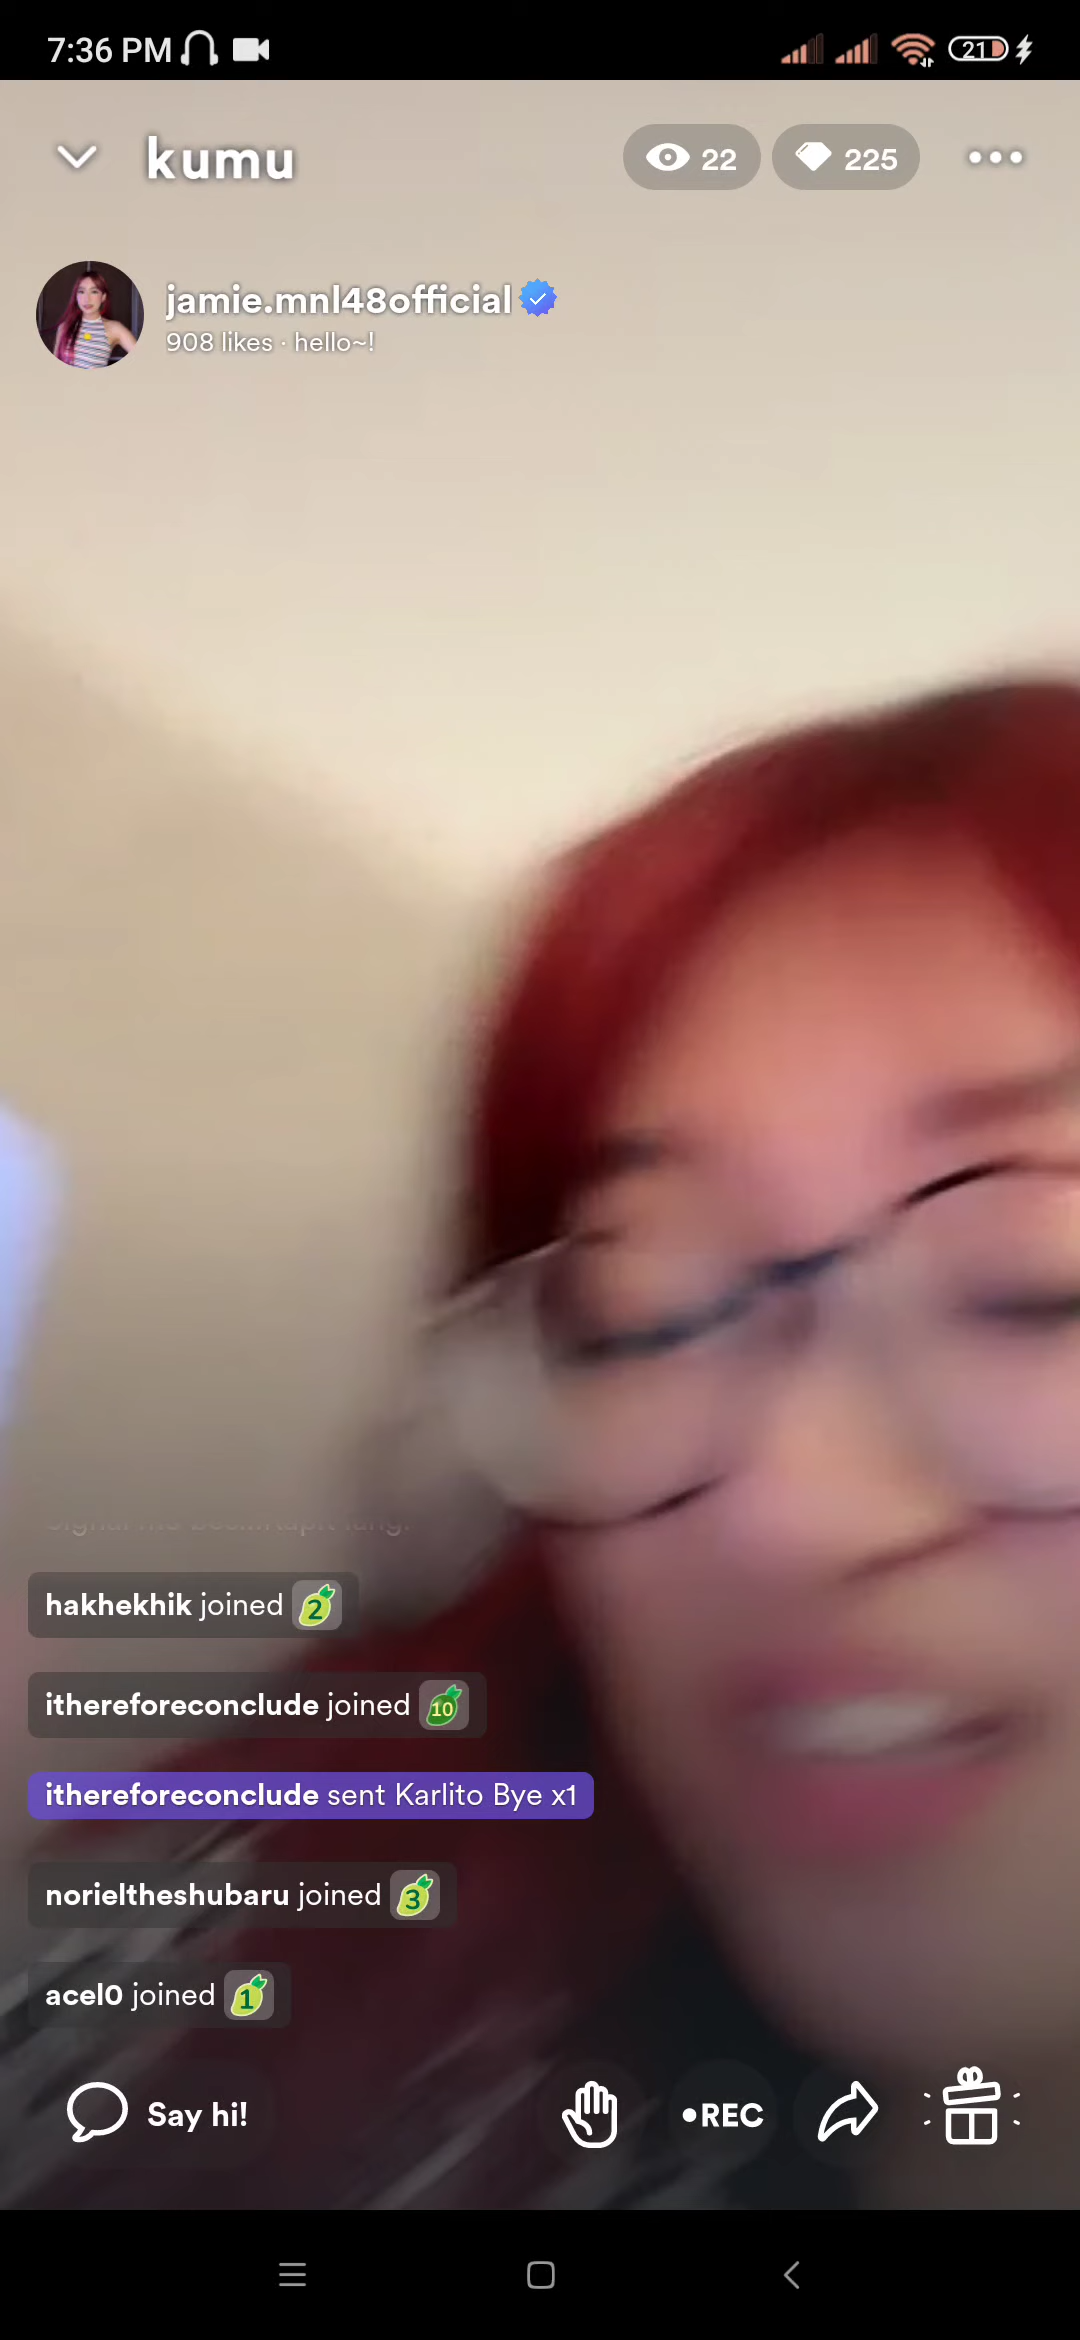 7:36 PM
21
kumu
22
225
jamie.mnl48official
908 likes · hello~!
hakhekhik joined 2
ithereforeconclude joined 10
ithereforeconclude sent Karlito Bye x1
norieltheshubaru joined 3
acel0 joined 1
Say hi!
•REC